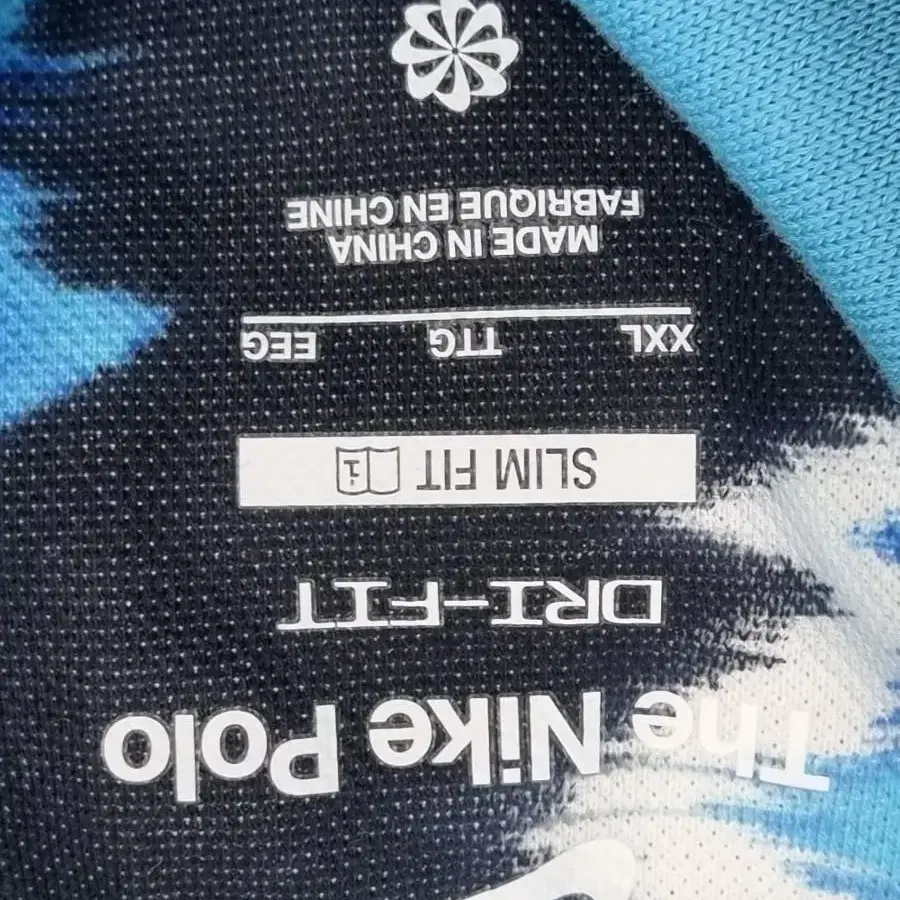 The Nike Polo
DRI-FIT
SLIM FIT i
XXL TTG EEG
MADE IN CHINA
FABRIQUE EN CHINE